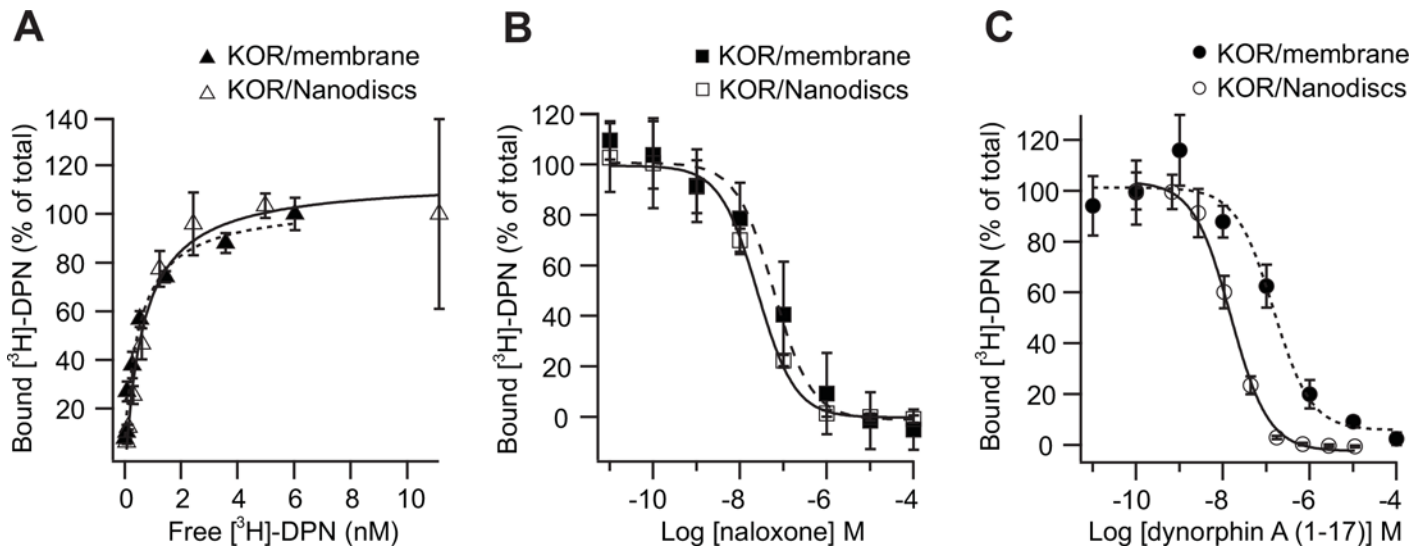 A
▲ KOR/membrane
△ KOR/Nanodiscs
Bound [³H]-DPN (% of total)
140
120
100
80
60
40
20
0 2 4 6 8 10
Free [³H]-DPN (nM)
B
■ KOR/membrane
□ KOR/Nanodiscs
Bound [³H]-DPN (% of total)
120
100
80
60
40
20
0
-10 -8 -6 -4
Log [naloxone] M
C
● KOR/membrane
○ KOR/Nanodiscs
Bound [³H]-DPN (% of total)
120
100
80
60
40
20
0
-10 -8 -6 -4
Log [dynorphin A (1-17)] M